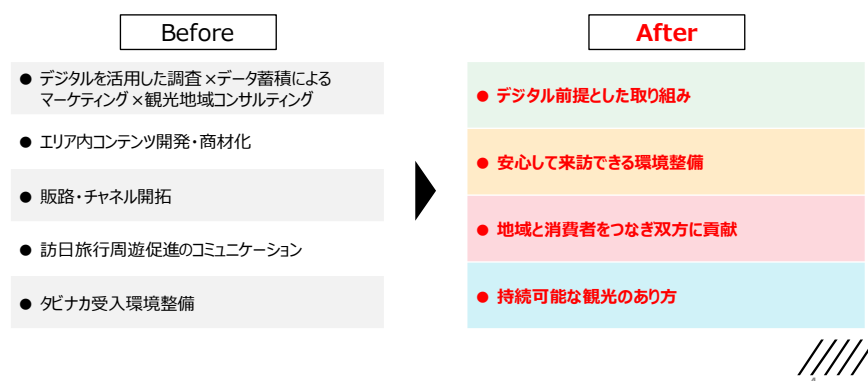 Before
● デジタルを活用した調査×データ蓄積による
マーケティング×観光地域コンサルティング
● エリア内コンテンツ開発・商材化
● 販路・チャネル開拓
● 訪日旅行周遊促進のコミュニケーション
● タビナカ受入環境整備
After
● デジタル前提とした取り組み
● 安心して来訪できる環境整備
● 地域と消費者をつなぎ双方に貢献
● 持続可能な観光のあり方